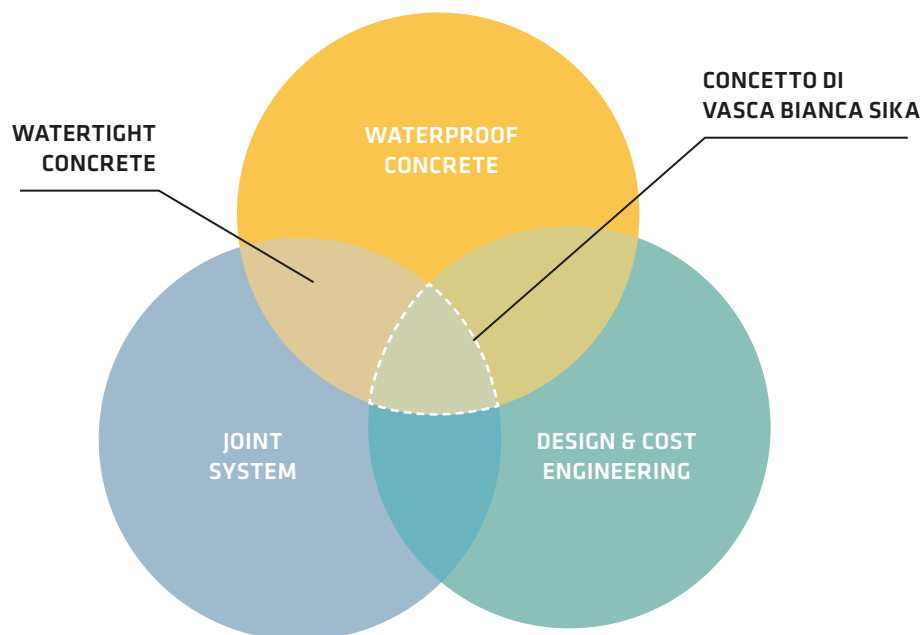 CONCETTO DI
VASCA BIANCA SIKA
WATERTIGHT
CONCRETE
WATERPROOF
CONCRETE
JOINT
SYSTEM
DESIGN & COST
ENGINEERING